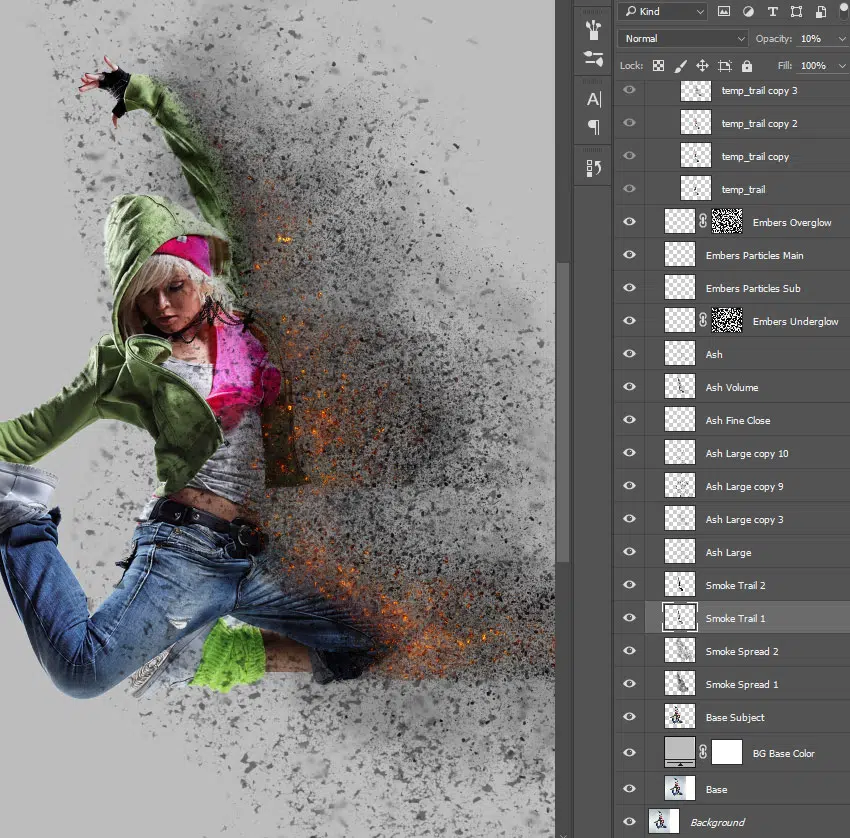 Kind
T
Normal
Opacity: 10%
Lock:
Fill: 100%
A
temp_trail copy 3
temp_trail copy 2
temp_trail copy
temp_trail
Embers Overglow
Embers Particles Main
Embers Particles Sub
Embers Underglow
Ash
Ash Volume
Ash Fine Close
Ash Large copy 10
Ash Large copy 9
Ash Large copy 3
Ash Large
Smoke Trail 2
Smoke Trail 1
Smoke Spread 2
Smoke Spread 1
Base Subject
BG Base Color
Base
Background